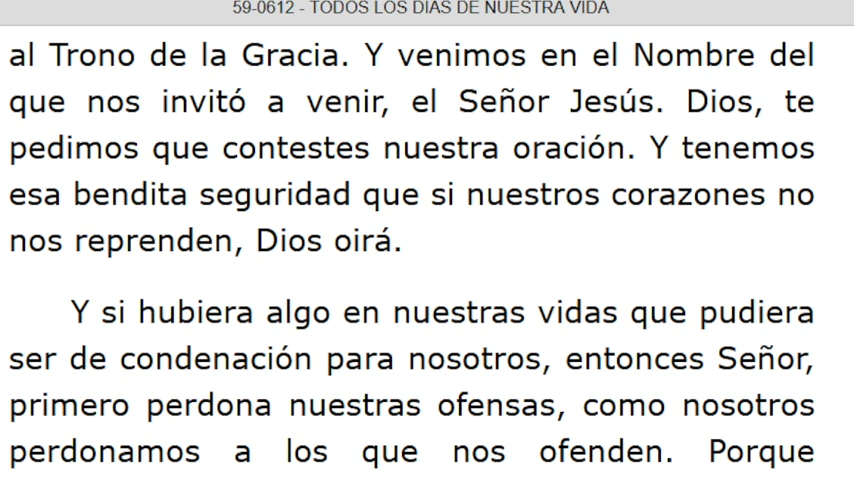 59-0612 - TODOS LOS DIAS DE NUESTRA VIDA
al Trono de la Gracia. Y venimos en el Nombre del
que nos invitó a venir, el Señor Jesús. Dios, te
pedimos que contestes nuestra oración. Y tenemos
esa bendita seguridad que si nuestros corazones no
nos reprenden, Dios oirá.
Y si hubiera algo en nuestras vidas que pudiera
ser de condenación para nosotros, entonces Señor,
primero perdona nuestras ofensas, como nosotros
perdonamos a los que nos ofenden. Porque